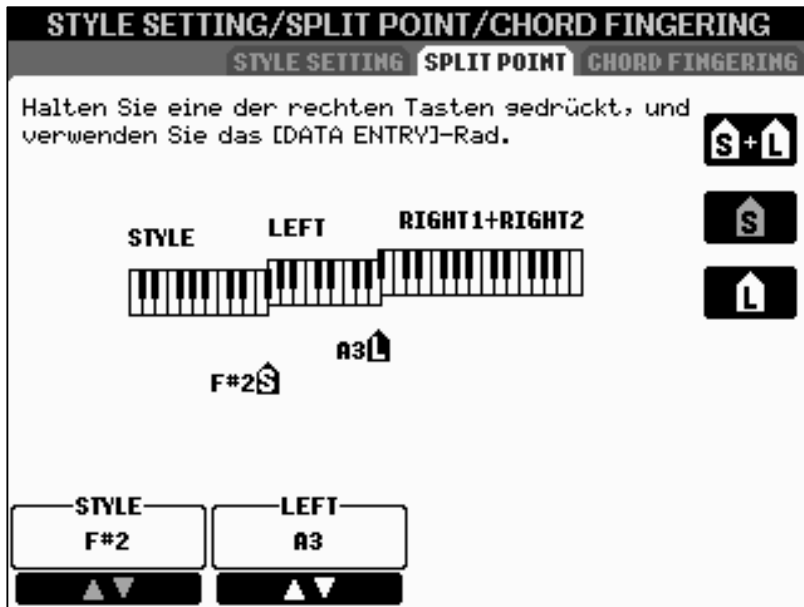 STYLE SETTING/SPLIT POINT/CHORD FINGERING
STYLE SETTING SPLIT POINT CHORD FINGERING
Halten Sie eine der rechten Tasten gedrückt, und
verwenden Sie das [DATA ENTRY]-Rad.
S+L
STYLE LEFT RIGHT1+RIGHT2
S
L
A3 L
F#2 S
STYLE LEFT
F#2 A3